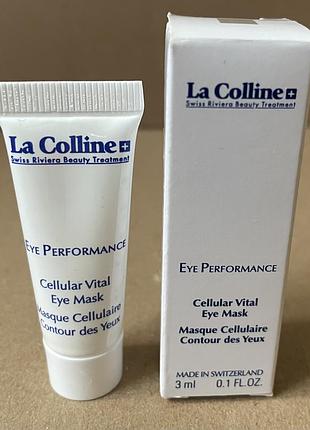 La Colline
Swiss Riviera Beauty Treatment
EYE PERFORMANCE
Cellular Vital
Eye Mask
Masque Cellulaire
Contour des Yeux
La Colline
Swiss Riviera Beauty Treatment
EYE PERFORMANCE
Cellular Vital
Eye Mask
Masque Cellulaire
Contour des Yeux
MADE IN SWITZERLAND
3 ml 0.1 FL.OZ.